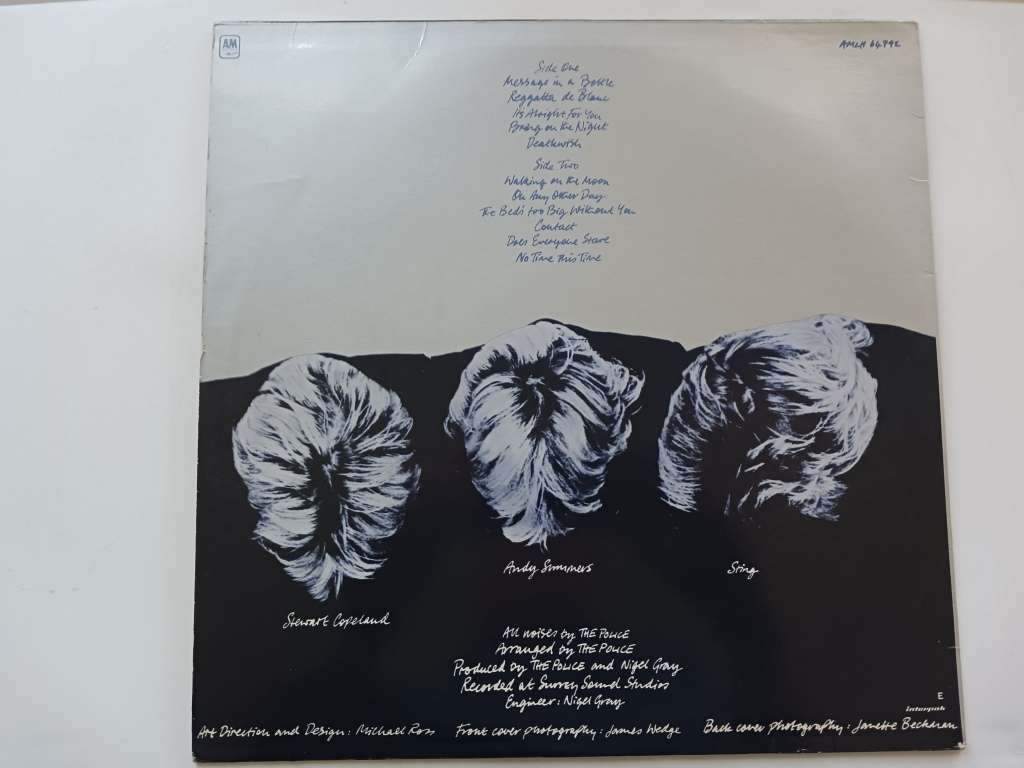 AM
AMLH 64792
Side One
Message in a Bottle
Reggatta de Blanc
Its Alright For You
Bring on the Night
Deathwish
Side Two
Walking on the Moon
On Any Other Day
The Bed's too Big Without You
Contact
Does Everyone Stare
No Time This Time
Andy Summers
Sting
Stewart Copeland
All noises by THE POLICE
Arranged by THE POLICE
Produced by THE POLICE and Nigel Gray
Recorded at Surrey Sound Studios
Engineer: Nigel Gray
E
interpak
Art Direction and Design: Michael Ross Front cover photography: James Wedge Back cover photography: Janette Beckman